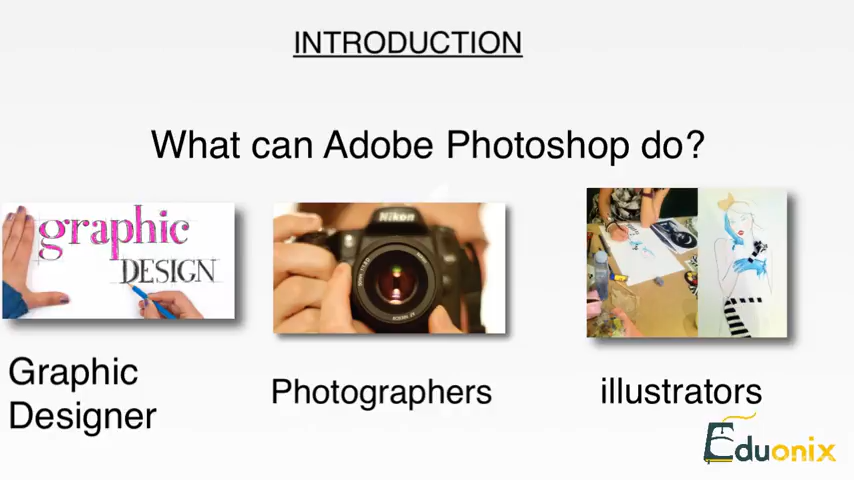 INTRODUCTION
What can Adobe Photoshop do?
graphic
DESIGN
Nikon
Graphic
Designer
Photographers
illustrators
Eduonix